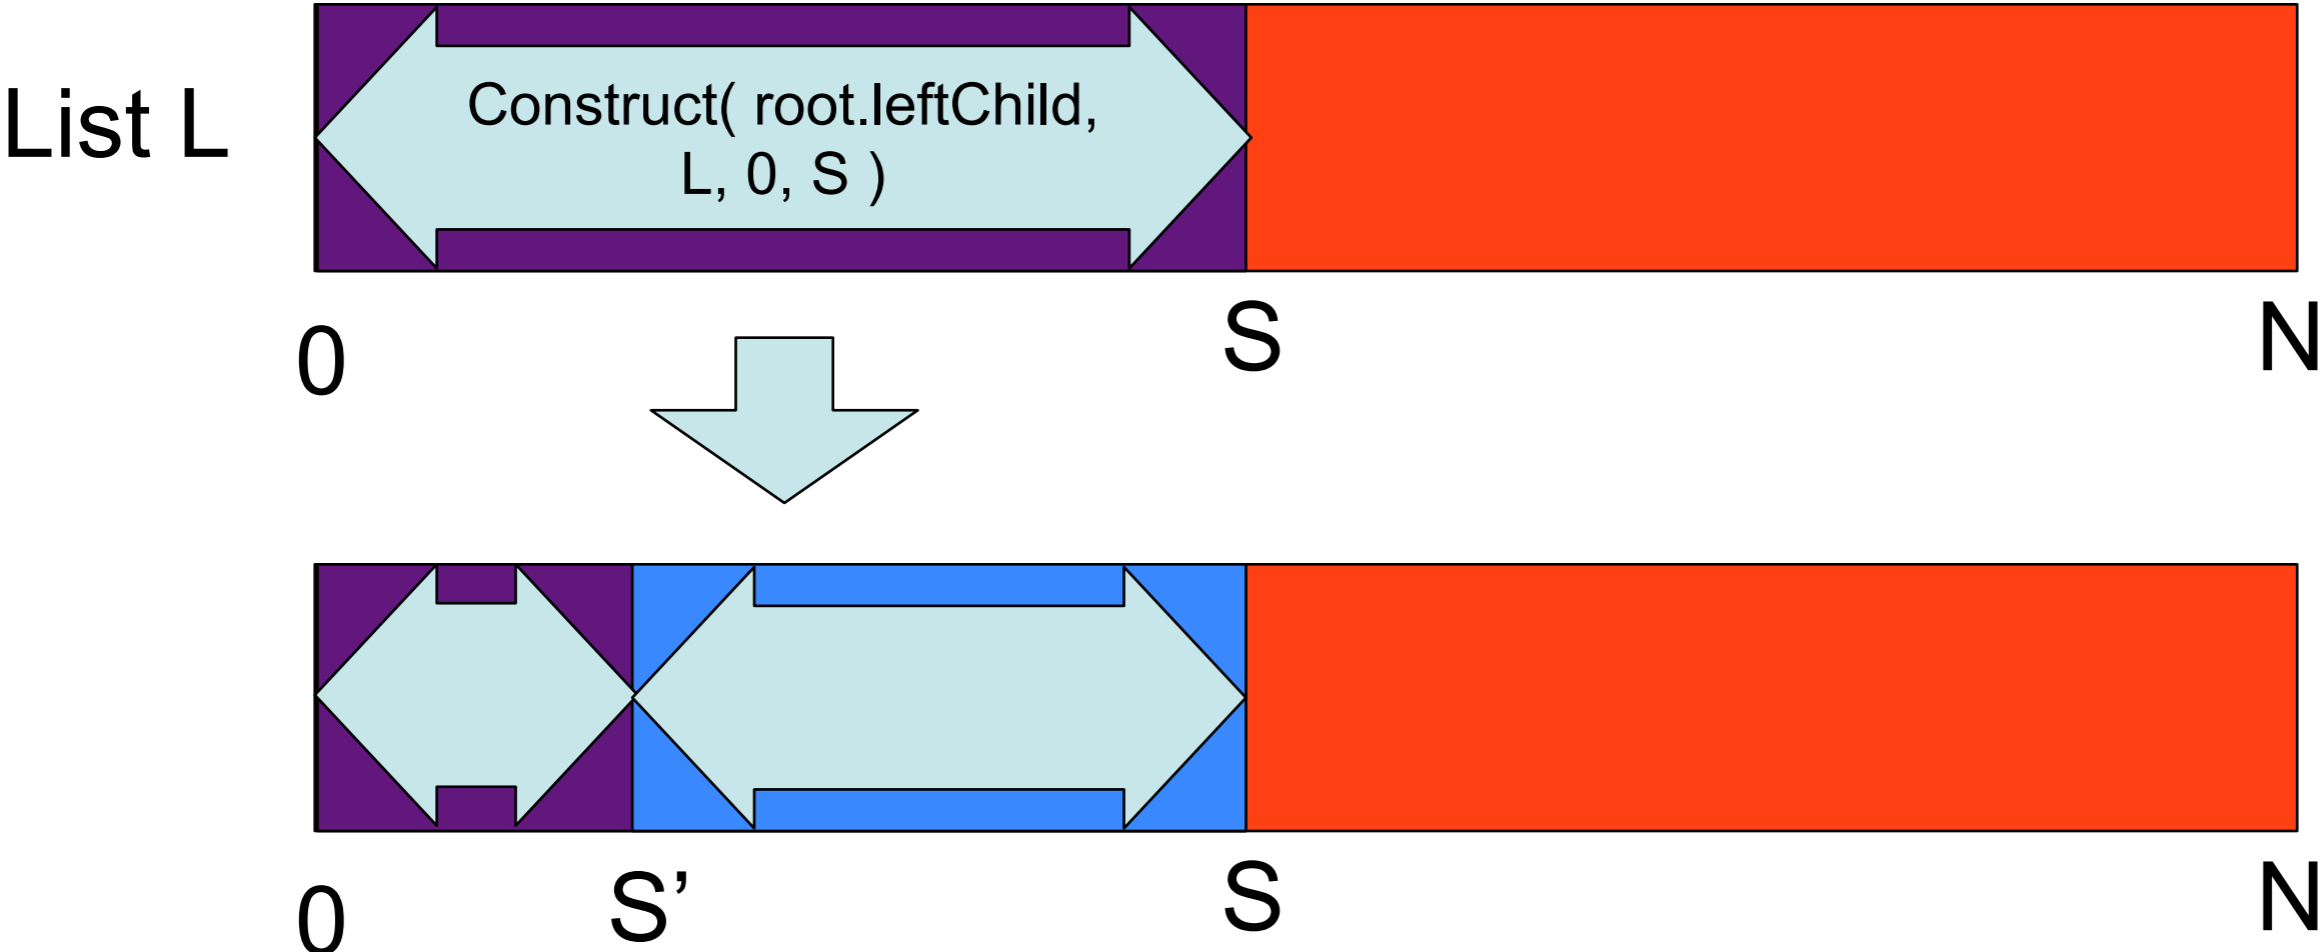 List L
Construct( root.leftChild,
L, 0, S )
0
S
N
0
S’
S
N